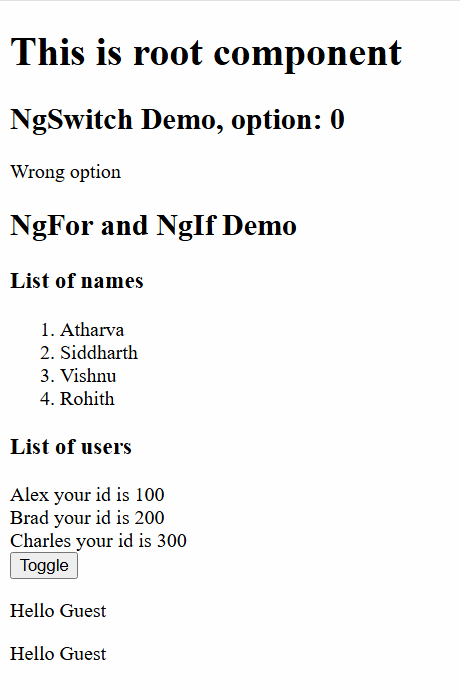 This is root component
NgSwitch Demo, option: 0
Wrong option
NgFor and NgIf Demo
List of names
1. Atharva
2. Siddharth
3. Vishnu
4. Rohith
List of users
Alex your id is 100
Brad your id is 200
Charles your id is 300
Toggle
Hello Guest
Hello Guest